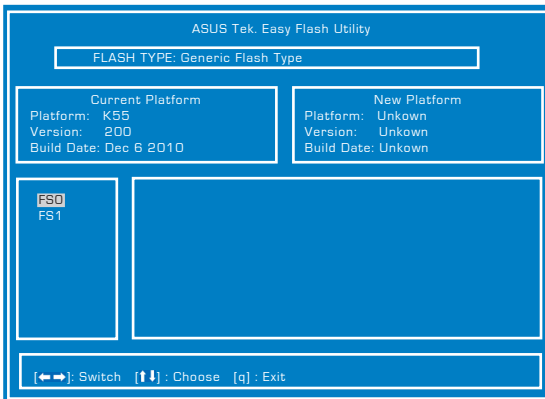 ASUS Tek. Easy Flash Utility
FLASH TYPE: Generic Flash Type
Current Platform
Platform: K55
Version: 200
Build Date: Dec 6 2010
New Platform
Platform: Unkown
Version: Unkown
Build Date: Unkown
FS0
FS1
[←→]: Switch [↑↓] : Choose [q] : Exit